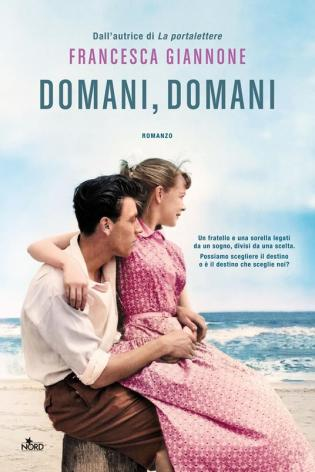 Dall'autrice di La portalettere
FRANCESCA GIANNONE
DOMANI, DOMANI
ROMANZO
Un fratello e una sorella legati
da un sogno, divisi da una scelta.
Possiamo scegliere il destino
o è il destino che sceglie noi?
NORD